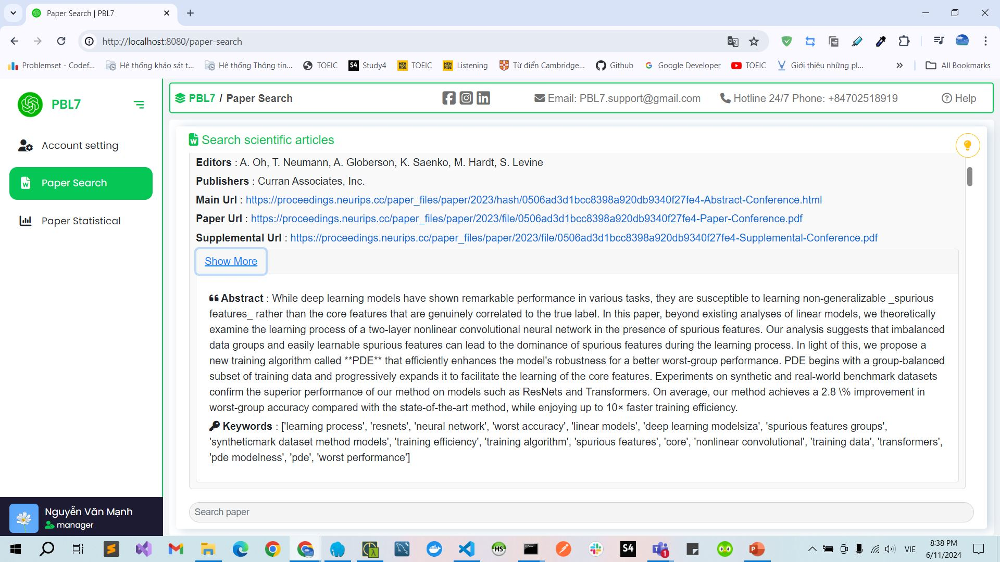 Paper Search | PBL7
http://localhost:8080/paper-search
Problemset - Codef...
Hệ thống khảo sát t...
Hệ thống Thông tin...
TOEIC
S4 Study4
MEM RISE TOEIC
MEM RISE Listening
Từ điển Cambridge...
Github
Google Developer
TOEIC
Giới thiệu những pl...
All Bookmarks
PBL7
Account setting
Paper Search
Paper Statistical
Nguyễn Văn Mạnh
manager
PBL7 / Paper Search
Email: PBL7.support@gmail.com
Hotline 24/7 Phone: +84702518919
Help
Search scientific articles
Editors : A. Oh, T. Neumann, A. Globerson, K. Saenko, M. Hardt, S. Levine
Publishers : Curran Associates, Inc.
Main Url : https://proceedings.neurips.cc/paper_files/paper/2023/hash/0506ad3d1bcc8398a920db9340f27fe4-Abstract-Conference.html
Paper Url : https://proceedings.neurips.cc/paper_files/paper/2023/file/0506ad3d1bcc8398a920db9340f27fe4-Paper-Conference.pdf
Supplemental Url : https://proceedings.neurips.cc/paper_files/paper/2023/file/0506ad3d1bcc8398a920db9340f27fe4-Supplemental-Conference.pdf
Show More
Abstract : While deep learning models have shown remarkable performance in various tasks, they are susceptible to learning non-generalizable _spurious
features_ rather than the core features that are genuinely correlated to the true label. In this paper, beyond existing analyses of linear models, we theoretically
examine the learning process of a two-layer nonlinear convolutional neural network in the presence of spurious features. Our analysis suggests that imbalanced
data groups and easily learnable spurious features can lead to the dominance of spurious features during the learning process. In light of this, we propose a
new training algorithm called **PDE** that efficiently enhances the model's robustness for a better worst-group performance. PDE begins with a group-balanced
subset of training data and progressively expands it to facilitate the learning of the core features. Experiments on synthetic and real-world benchmark datasets
confirm the superior performance of our method on models such as ResNets and Transformers. On average, our method achieves a 2.8 \% improvement in
worst-group accuracy compared with the state-of-the-art method, while enjoying up to 10× faster training efficiency.
Keywords : ['learning process', 'resnets', 'neural network', 'worst accuracy', 'linear models', 'deep learning modelsiza', 'spurious features groups',
'syntheticmark dataset method models', 'training efficiency', 'training algorithm', 'spurious features', 'core', 'nonlinear convolutional', 'training data', 'transformers',
'pde modelness', 'pde', 'worst performance']
Search paper
HS
S4
1
VIE
8:38 PM
6/11/2024